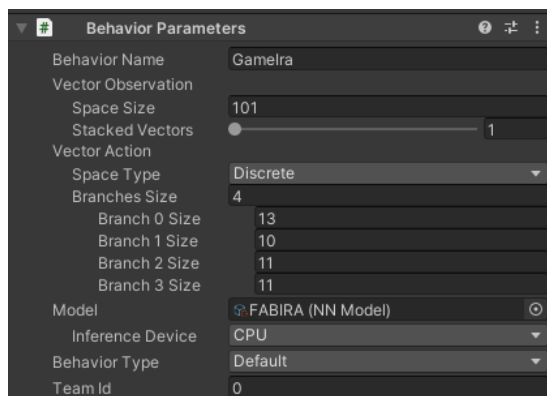 Behavior Parameters
Behavior Name GameIra
Vector Observation
Space Size 101
Stacked Vectors 1
Vector Action
Space Type Discrete
Branches Size 4
Branch 0 Size 13
Branch 1 Size 10
Branch 2 Size 11
Branch 3 Size 11
Model FABIRA (NN Model)
Inference Device CPU
Behavior Type Default
Team Id 0